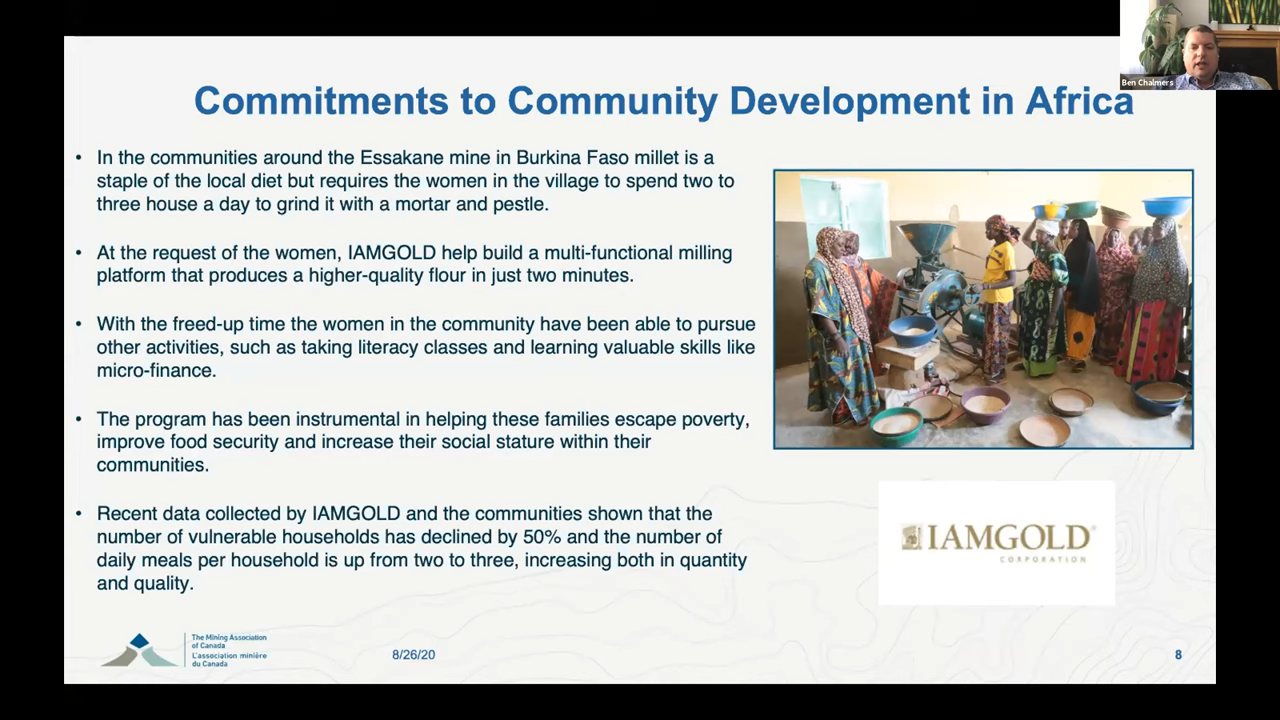 Ben Chalmers
Commitments to Community Development in Africa
• In the communities around the Essakane mine in Burkina Faso millet is a
staple of the local diet but requires the women in the village to spend two to
three house a day to grind it with a mortar and pestle.
• At the request of the women, IAMGOLD help build a multi-functional milling
platform that produces a higher-quality flour in just two minutes.
• With the freed-up time the women in the community have been able to pursue
other activities, such as taking literacy classes and learning valuable skills like
micro-finance.
• The program has been instrumental in helping these families escape poverty,
improve food security and increase their social stature within their
communities.
• Recent data collected by IAMGOLD and the communities shown that the
number of vulnerable households has declined by 50% and the number of
daily meals per household is up from two to three, increasing both in quantity
and quality.
IAMGOLD®
CORPORATION
The Mining Association
of Canada
L'association minière
du Canada
8/26/20
8